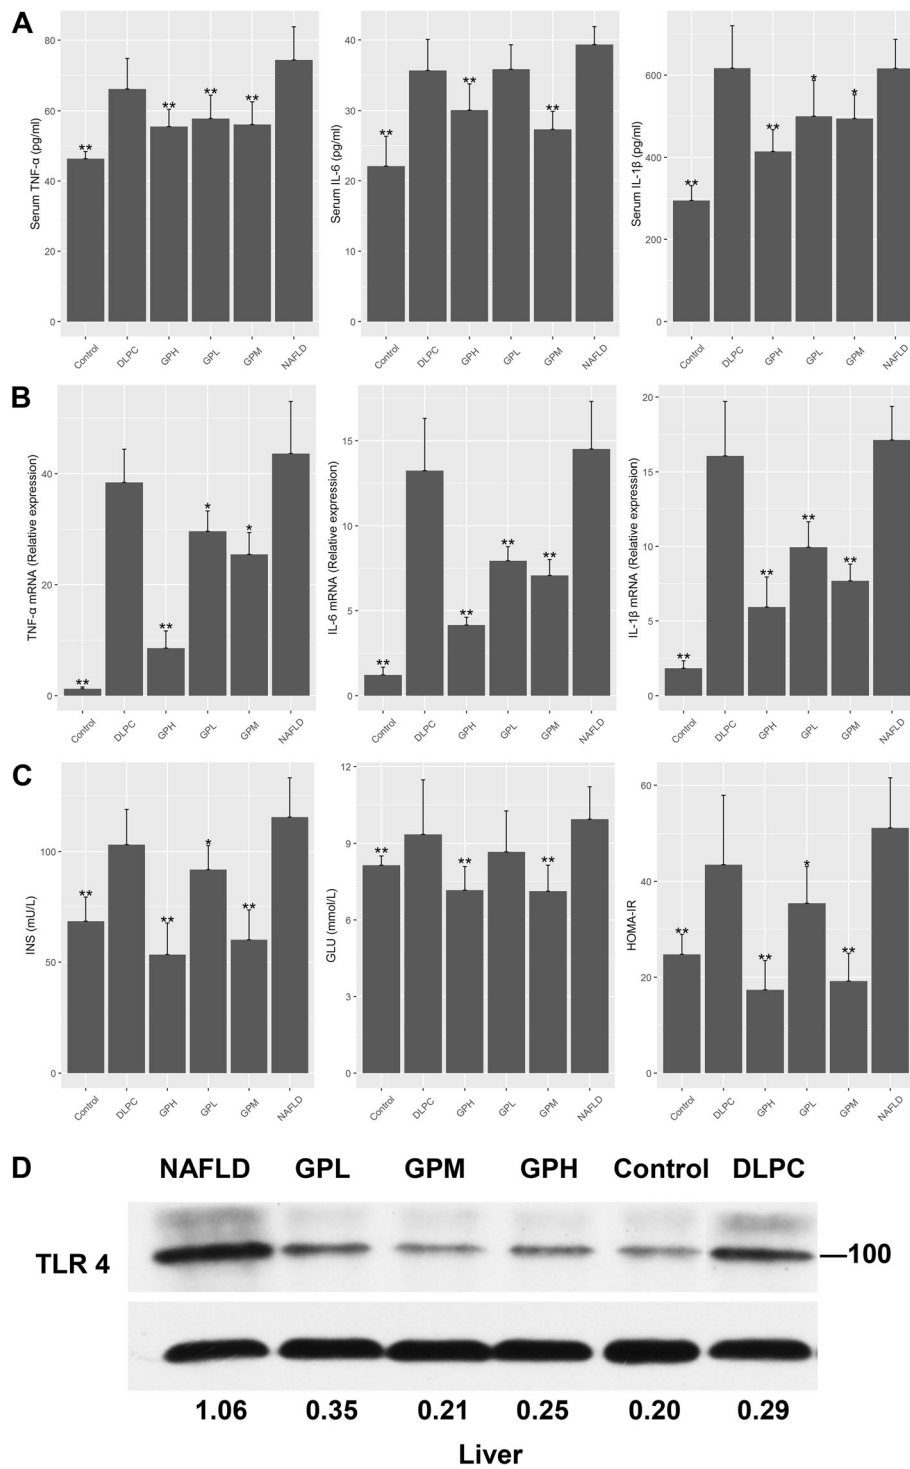 A
Serum TNF-α (pg/ml)
80
60
40
20
0
**
**
**
**
Control
DLPC
GPH
GPL
GPM
NAFLD
Serum IL-6 (pg/ml)
40
30
20
10
0
**
**
**
Control
DLPC
GPH
GPL
GPM
NAFLD
Serum IL-1β (pg/ml)
600
400
200
0
**
**
*
*
Control
DLPC
GPH
GPL
GPM
NAFLD
B
TNF-α mRNA (Relative expression)
40
20
0
**
**
*
*
Control
DLPC
GPH
GPL
GPM
NAFLD
IL-6 mRNA (Relative expression)
15
10
5
0
**
**
**
**
Control
DLPC
GPH
GPL
GPM
NAFLD
IL-1β mRNA (Relative expression)
20
15
10
5
0
**
**
**
**
Control
DLPC
GPH
GPL
GPM
NAFLD
C
INS (mU/L)
100
50
0
**
**
*
**
Control
DLPC
GPH
GPL
GPM
NAFLD
GLU (mmol/L)
12
9
6
3
0
**
**
**
Control
DLPC
GPH
GPL
GPM
NAFLD
HOMA-IR
60
40
20
0
**
**
*
**
Control
DLPC
GPH
GPL
GPM
NAFLD
D
NAFLD GPL GPM GPH Control DLPC
TLR 4
—100
1.06 0.35 0.21 0.25 0.20 0.29
Liver